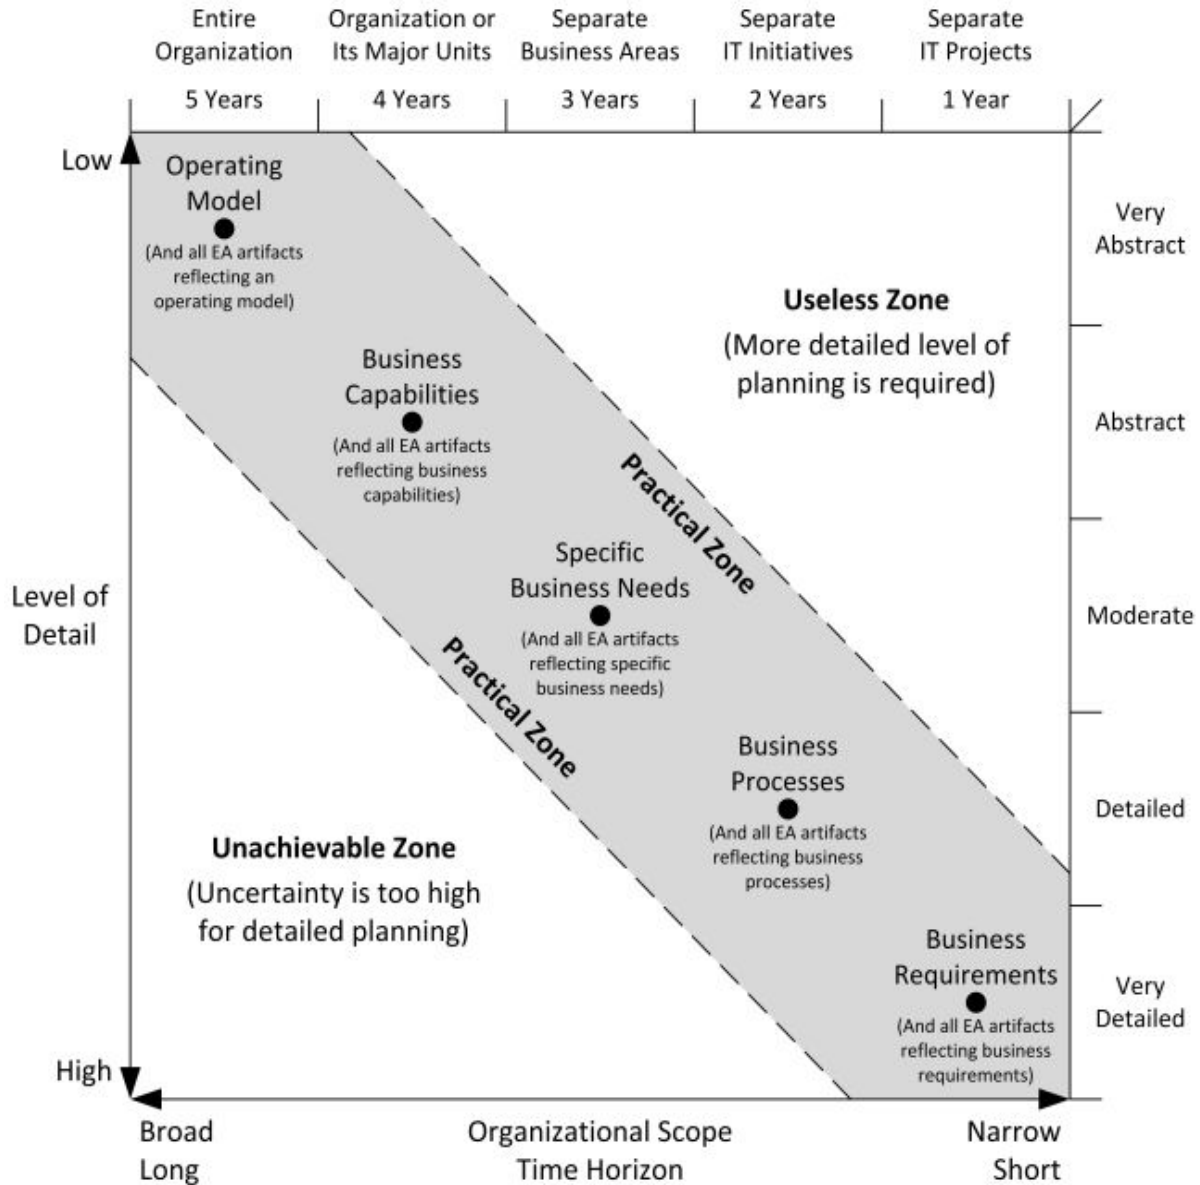 Entire
Organization
Organization or
Its Major Units
Separate
Business Areas
Separate
IT Initiatives
Separate
IT Projects
5 Years
4 Years
3 Years
2 Years
1 Year
Low
Operating
Model
(And all EA artifacts
reflecting an
operating model)
Very
Abstract
Useless Zone
(More detailed level of
planning is required)
Business
Capabilities
(And all EA artifacts
reflecting business
capabilities)
Abstract
Practical Zone
Specific
Business Needs
(And all EA artifacts
reflecting specific
business needs)
Level of
Detail
Moderate
Practical Zone
Business
Processes
(And all EA artifacts
reflecting business
processes)
Detailed
Unachievable Zone
(Uncertainty is too high
for detailed planning)
Business
Requirements
(And all EA artifacts
reflecting business
requirements)
Very
Detailed
High
Broad
Long
Organizational Scope
Time Horizon
Narrow
Short